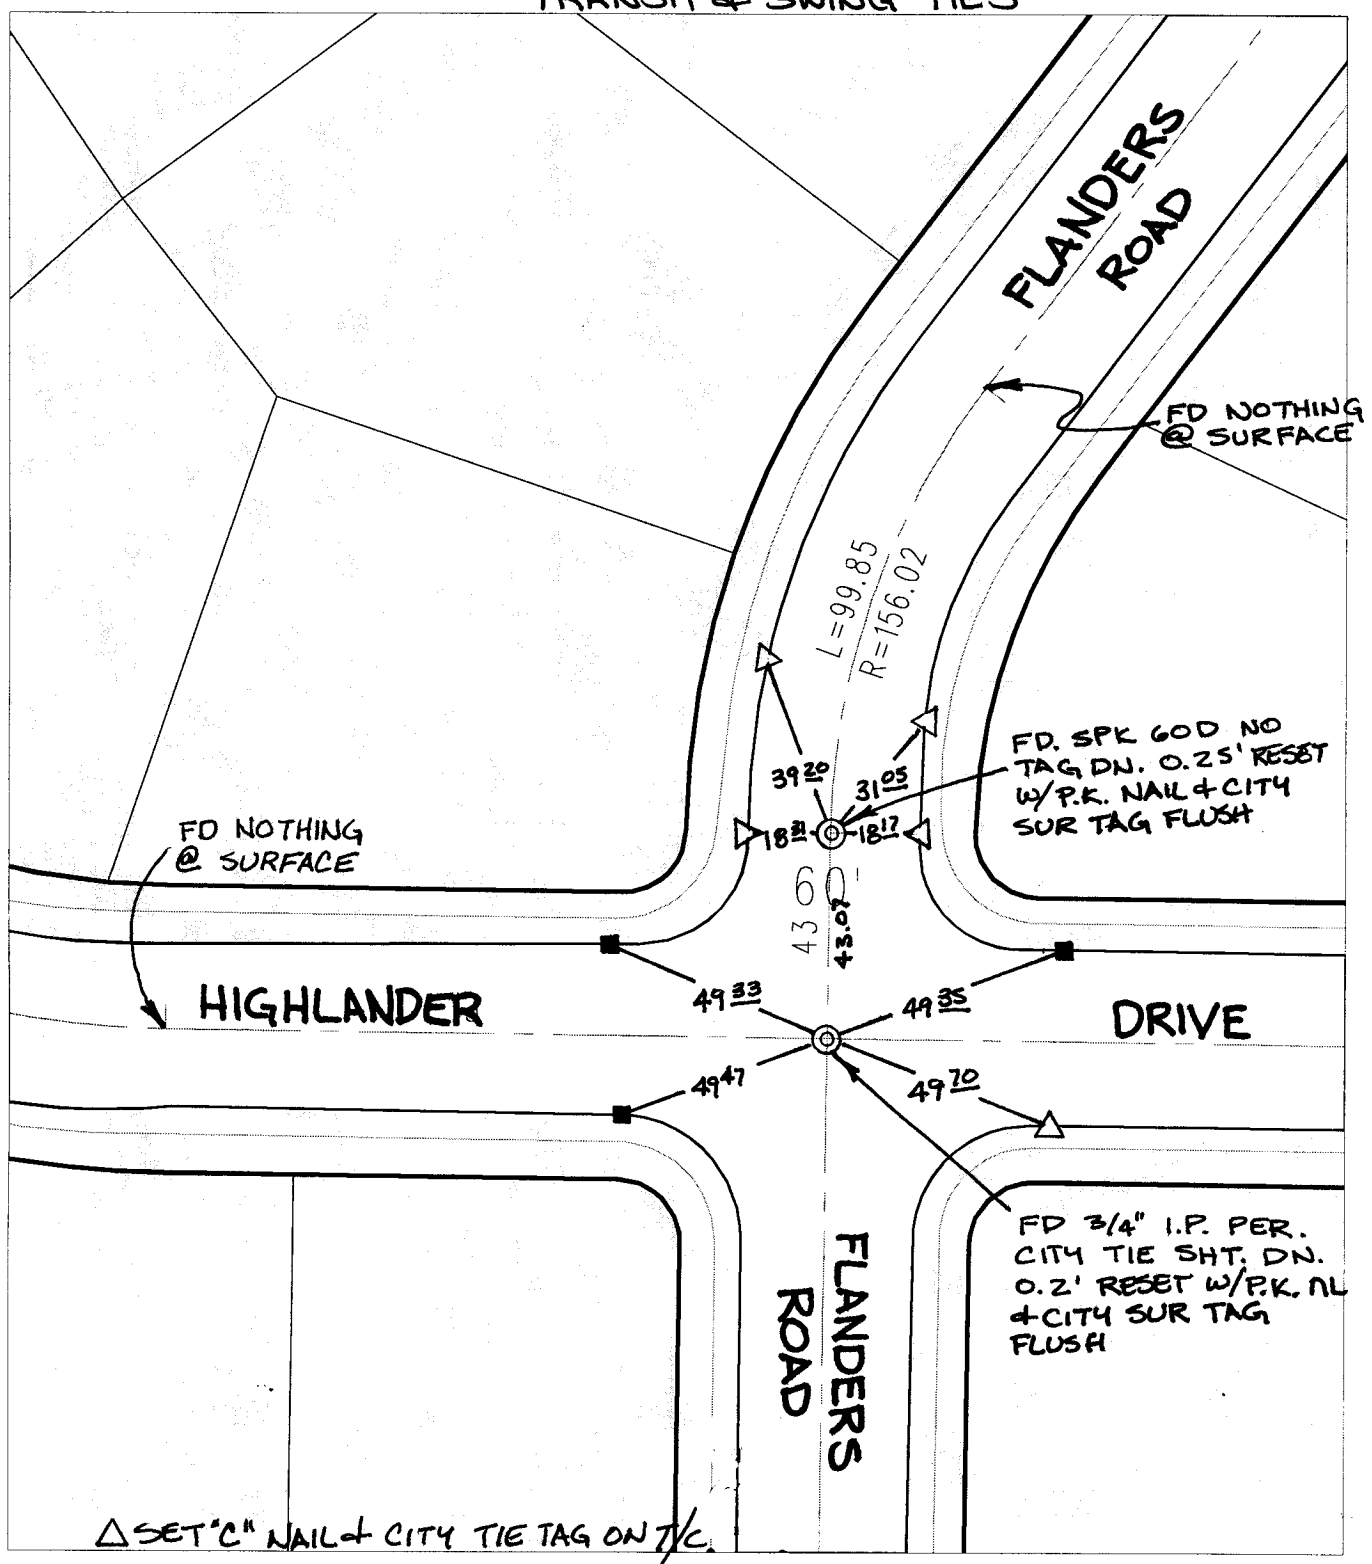 TRANSIT & SWING TIES
FLANDERS
ROAD
FD NOTHING
@ SURFACE
L=99.85
R=156.02
FD. SPK 60D NO
TAG DN. 0.25' RESET
W/P.K. NAIL & CITY
SUR TAG FLUSH
39 20
31 05
18 31
18 17
FD NOTHING
@ SURFACE
60'
43
43.07
HIGHLANDER
DRIVE
49 33
49 35
49 47
49 70
FD 3/4" I.P. PER.
CITY TIE SHT. DN.
0.2' RESET W/P.K. NL
& CITY SUR TAG
FLUSH
FLANDERS
ROAD
△ SET "C" NAIL & CITY TIE TAG ON T/C.